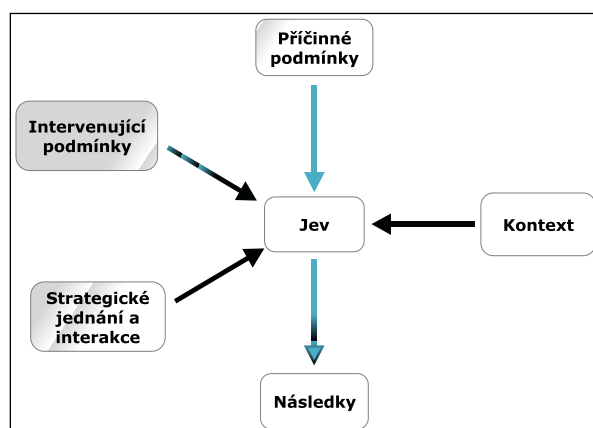 Příčinné
podmínky
Intervenující
podmínky
Jev
Kontext
Strategické
jednání a
interakce
Následky